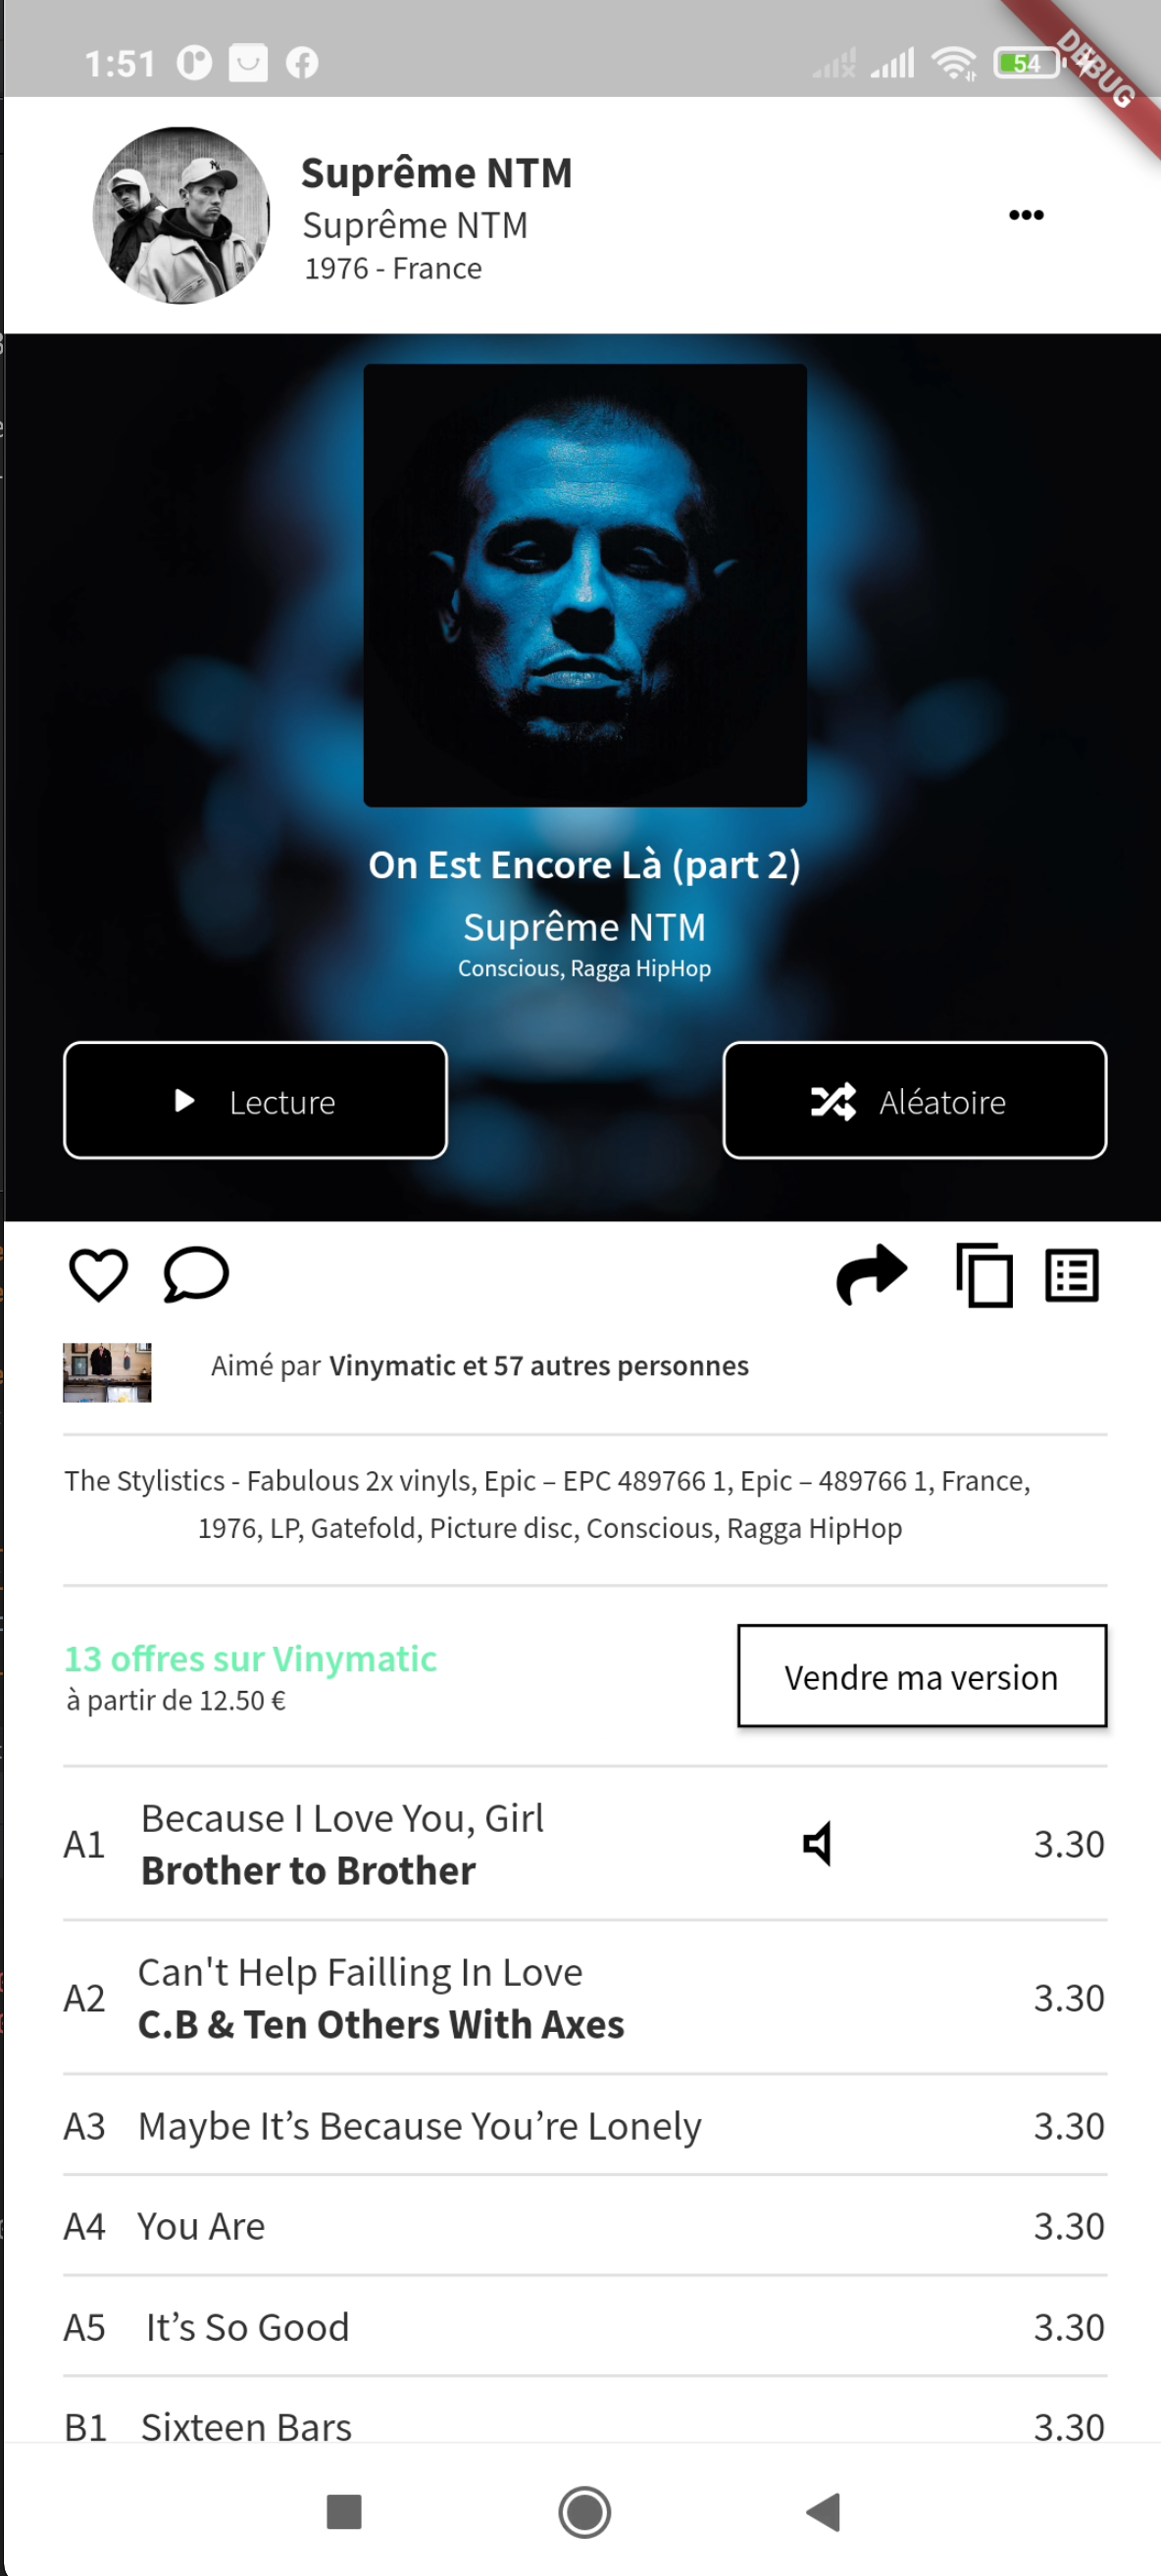 1:51
54
DEBUG
Suprême NTM
Suprême NTM
1976 - France
On Est Encore Là (part 2)
Suprême NTM
Conscious, Ragga HipHop
Lecture
Aléatoire
Aimé par Vinymatic et 57 autres personnes
The Stylistics - Fabulous 2x vinyls, Epic – EPC 489766 1, Epic – 489766 1, France,
1976, LP, Gatefold, Picture disc, Conscious, Ragga HipHop
13 offres sur Vinymatic
à partir de 12.50 €
Vendre ma version
A1 Because I Love You, Girl 3.30
Brother to Brother
A2 Can't Help Failling In Love 3.30
C.B & Ten Others With Axes
A3 Maybe It’s Because You’re Lonely 3.30
A4 You Are 3.30
A5 It’s So Good 3.30
B1 Sixteen Bars 3.30